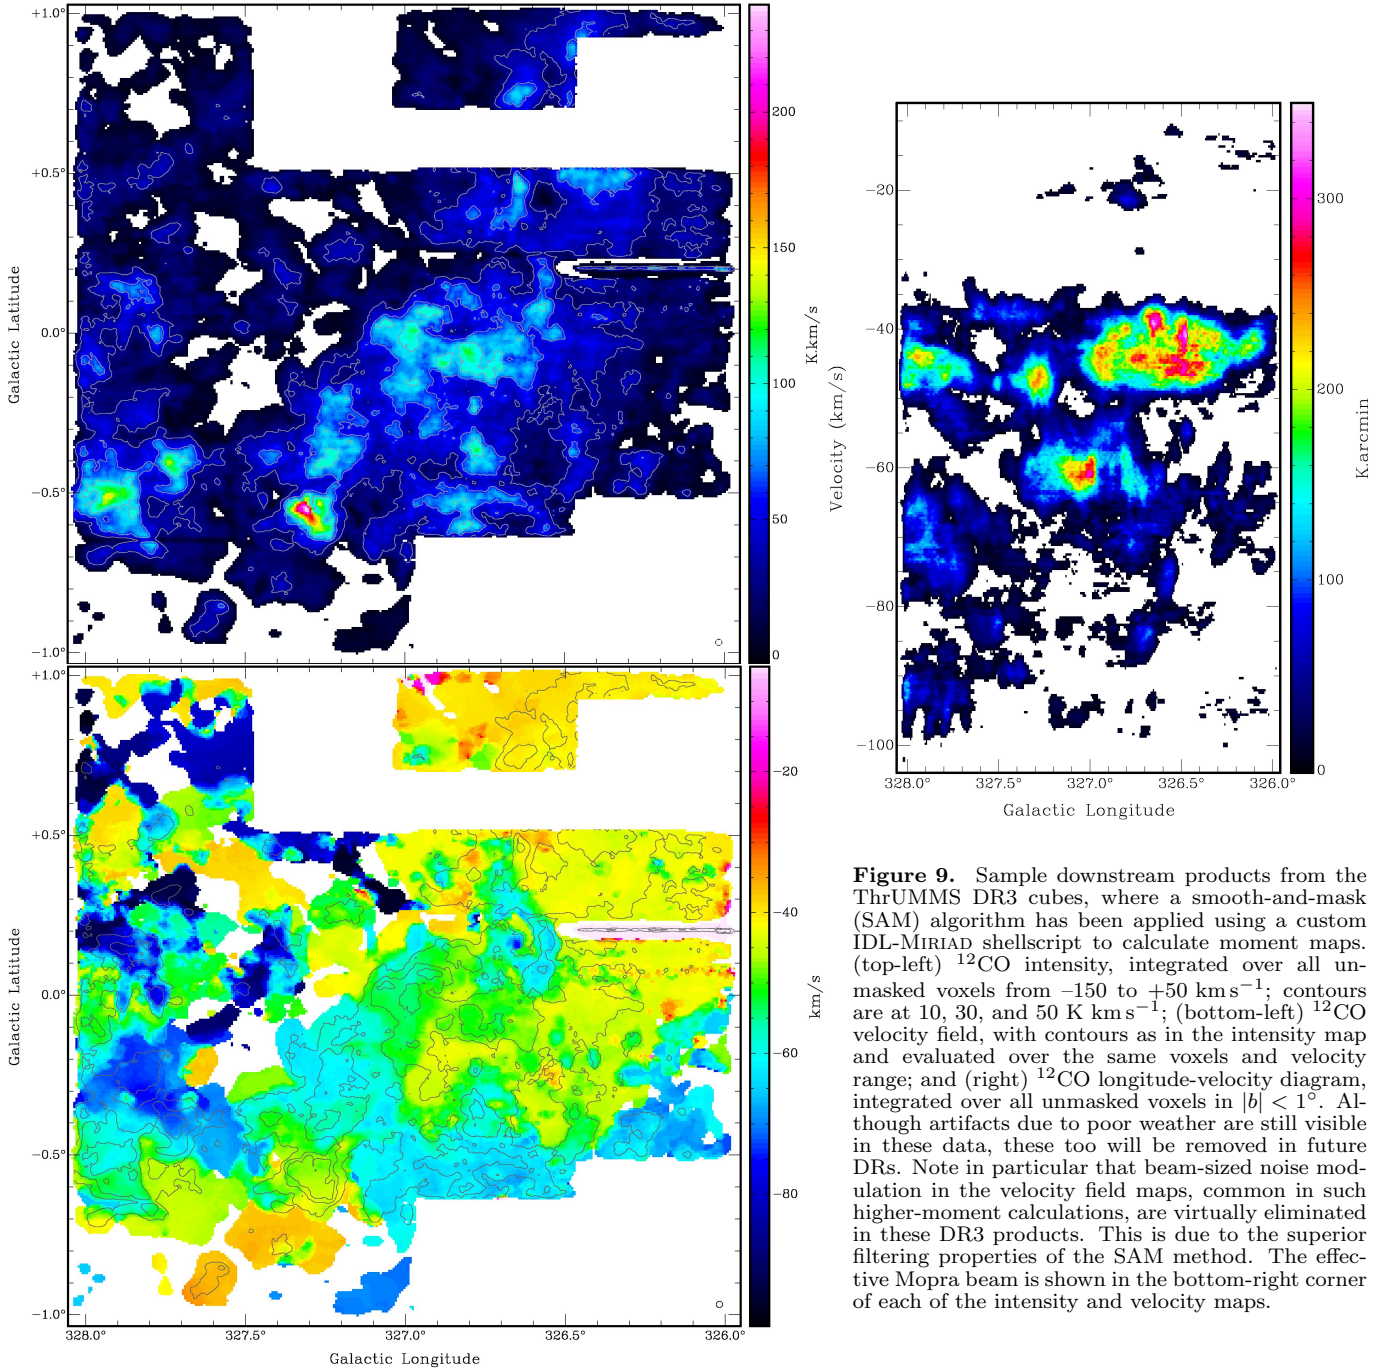 +1.0°
+0.5°
0.0°
−0.5°
−1.0°
Galactic Latitude
200
150
100
50
0
K.km/s
+1.0°
+0.5°
0.0°
−0.5°
−1.0°
Galactic Latitude
328.0°
327.5°
327.0°
326.5°
326.0°
Galactic Longitude
−20
−40
−60
−80
km/s
−20
−40
−60
−80
−100
Velocity (km/s)
328.0°
327.5°
327.0°
326.5°
326.0°
Galactic Longitude
300
200
100
0
K.arcmin
Figure 9. Sample downstream products from the
ThrUMMS DR3 cubes, where a smooth-and-mask
(SAM) algorithm has been applied using a custom
IDL-MIRIAD shellscript to calculate moment maps.
(top-left) ¹²CO intensity, integrated over all un-
masked voxels from –150 to +50 km s⁻¹; contours
are at 10, 30, and 50 K km s⁻¹; (bottom-left) ¹²CO
velocity field, with contours as in the intensity map
and evaluated over the same voxels and velocity
range; and (right) ¹²CO longitude-velocity diagram,
integrated over all unmasked voxels in |b| < 1°. Al-
though artifacts due to poor weather are still visible
in these data, these too will be removed in future
DRs. Note in particular that beam-sized noise mod-
ulation in the velocity field maps, common in such
higher-moment calculations, are virtually eliminated
in these DR3 products. This is due to the superior
filtering properties of the SAM method. The effec-
tive Mopra beam is shown in the bottom-right corner
of each of the intensity and velocity maps.